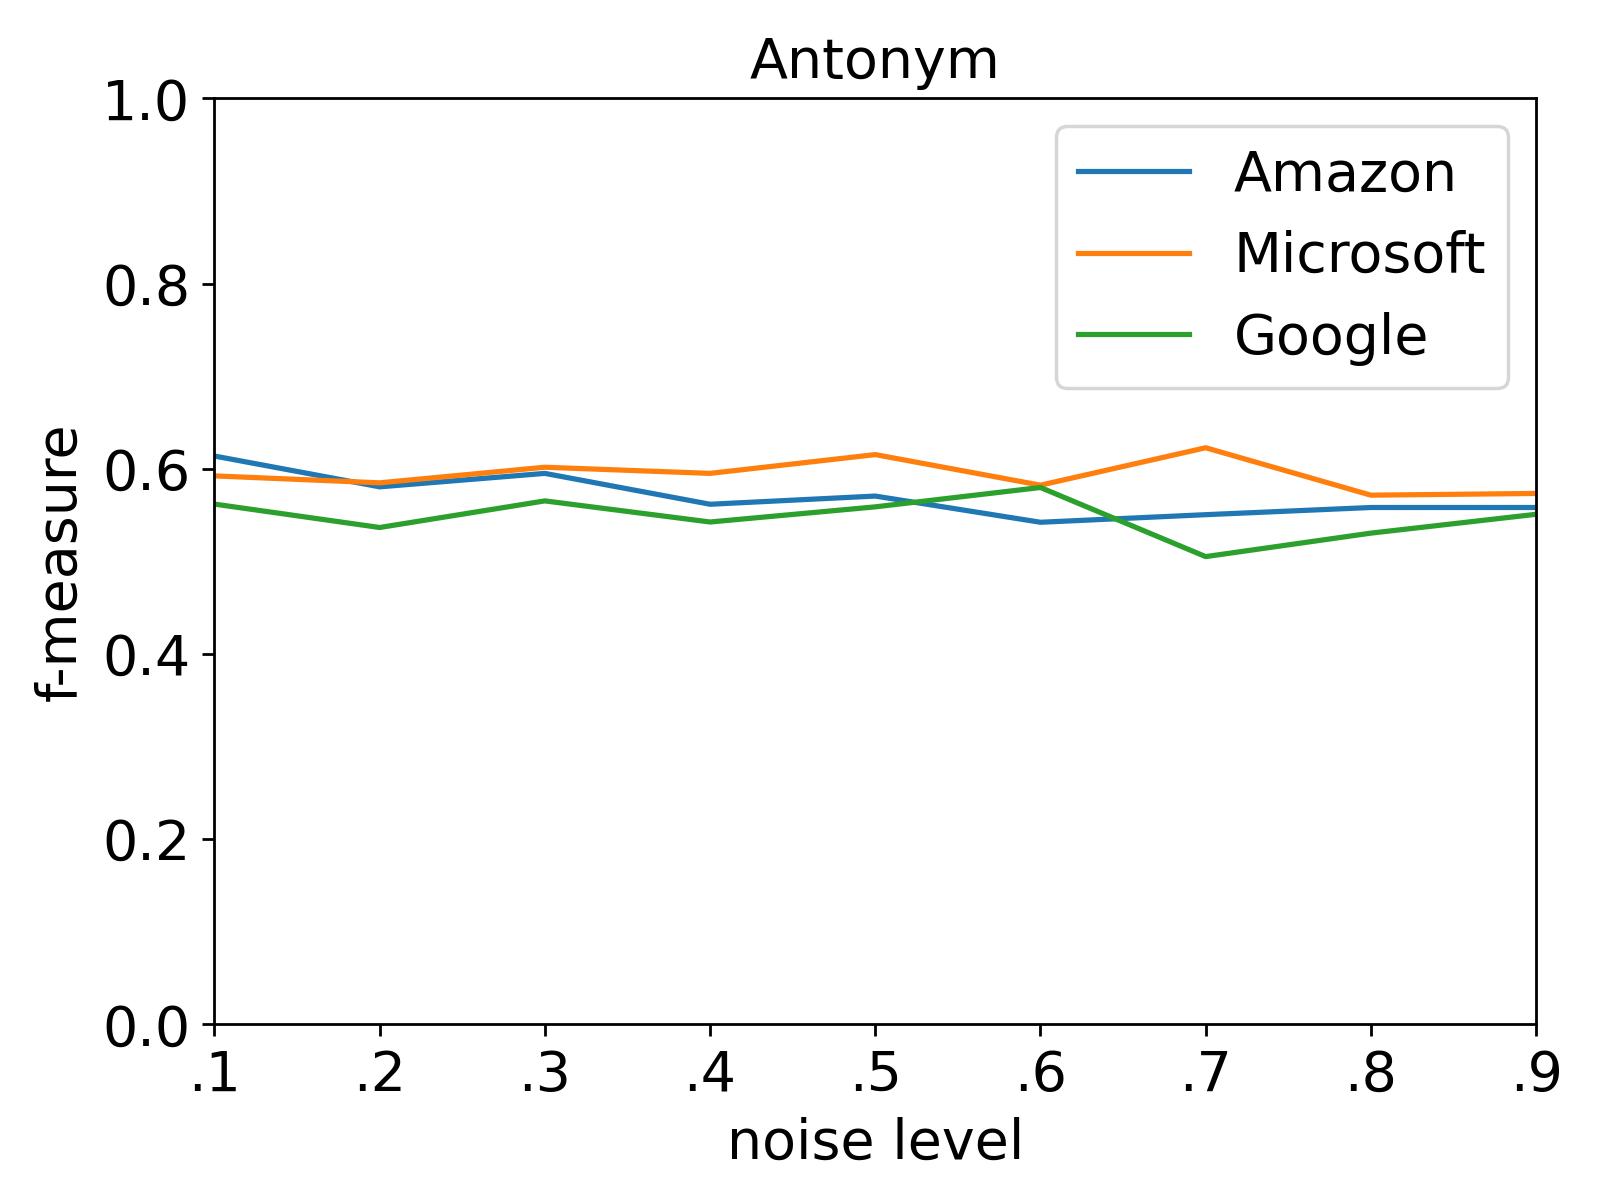 Antonym
1.0
0.8
0.6
0.4
0.2
0.0
f-measure
Amazon
Microsoft
Google
.1 .2 .3 .4 .5 .6 .7 .8 .9
noise level